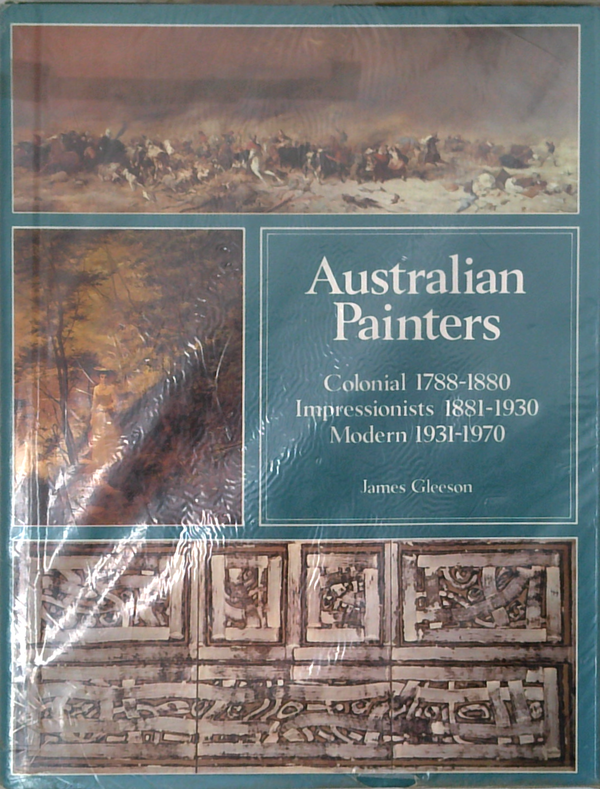 Australian
Painters
Colonial 1788-1880
Impressionists 1881-1930
Modern 1931-1970
James Gleeson